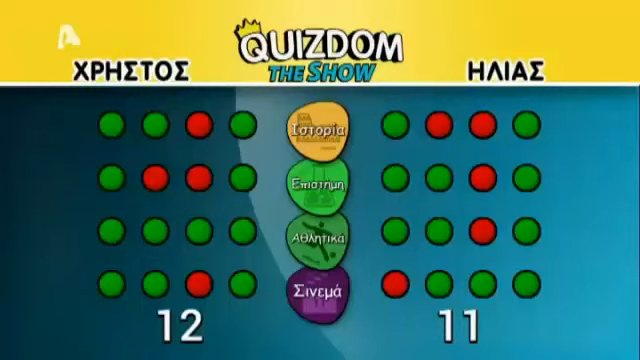 QUIZDOM
THE SHOW
ΧΡΗΣΤΟΣ
ΗΛΙΑΣ
Ιστορία
Επιστήμη
Αθλητικά
Σινεμά
12
11